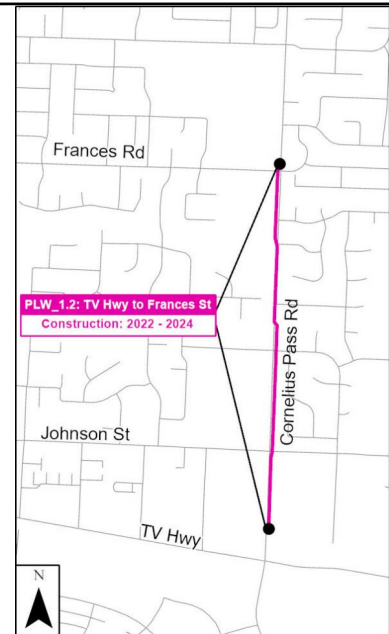 Frances Rd
PLW_1.2: TV Hwy to Frances St
Construction: 2022 - 2024
Cornelius Pass Rd
Johnson St
TV Hwy
N